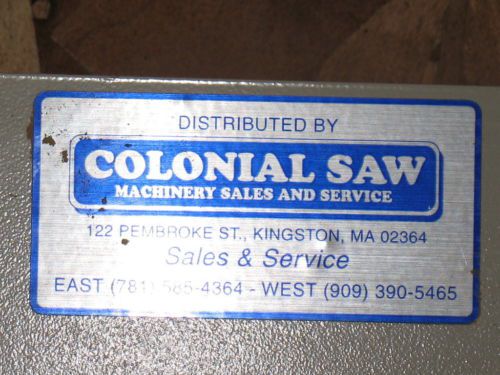 DISTRIBUTED BY
COLONIAL SAW
MACHINERY SALES AND SERVICE
122 PEMBROKE ST., KINGSTON, MA 02364
Sales & Service
EAST (781) 585-4364 - WEST (909) 390-5465